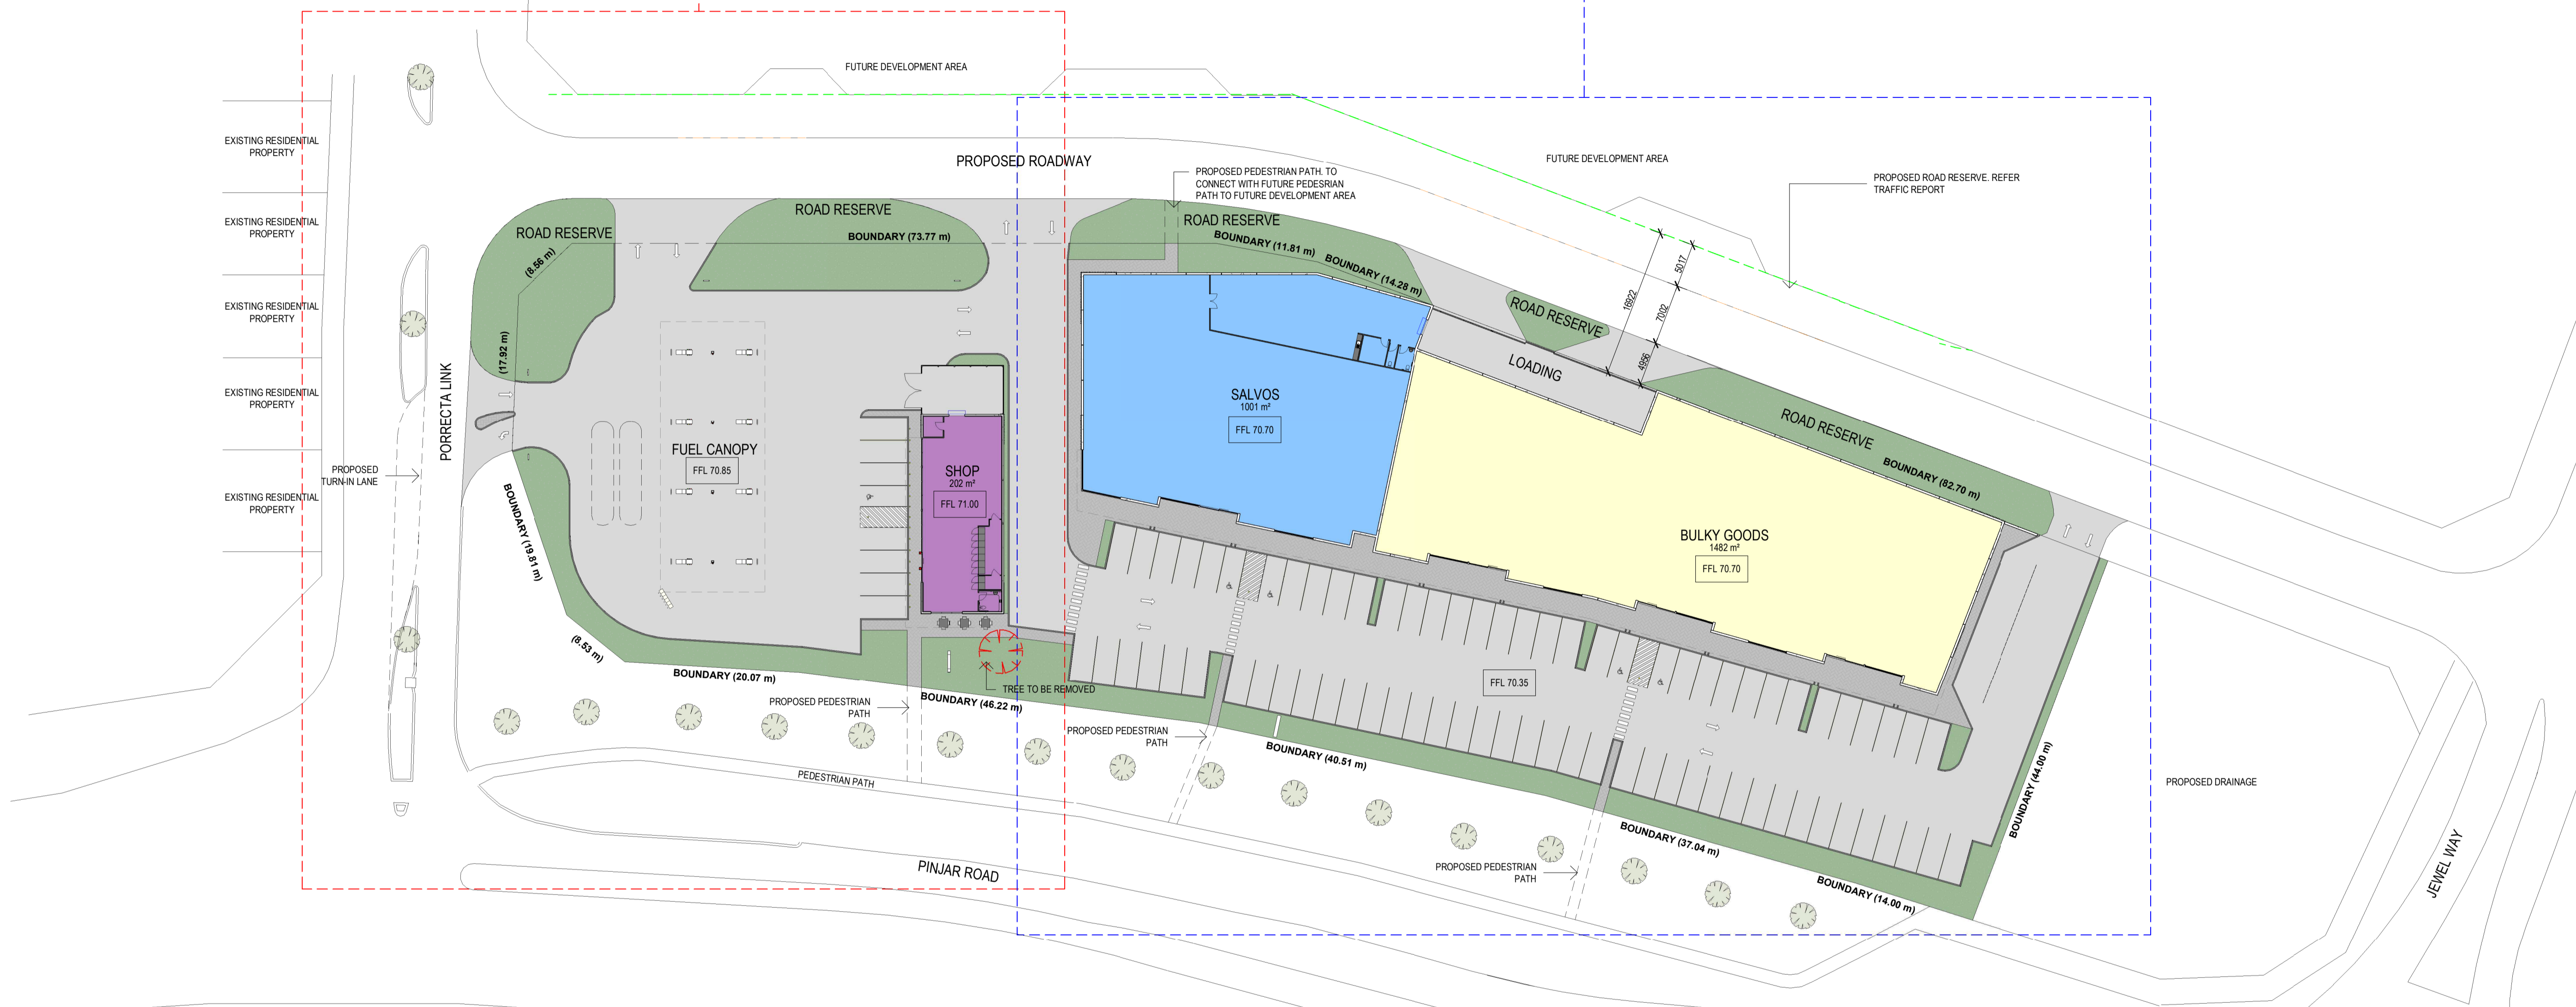 FUTURE DEVELOPMENT AREA
EXISTING RESIDENTIAL
PROPERTY
PROPOSED ROADWAY
FUTURE DEVELOPMENT AREA
PROPOSED PEDESTRIAN PATH. TO
CONNECT WITH FUTURE PEDESRIAN
PATH TO FUTURE DEVELOPMENT AREA
PROPOSED ROAD RESERVE. REFER
TRAFFIC REPORT
EXISTING RESIDENTIAL
PROPERTY
ROAD RESERVE
ROAD RESERVE
ROAD RESERVE
BOUNDARY (73.77 m)
BOUNDARY (11.81 m)
BOUNDARY (14.28 m)
(8.56 m)
5017
16922
7002
4956
EXISTING RESIDENTIAL
PROPERTY
ROAD RESERVE
(17.92 m)
LOADING
EXISTING RESIDENTIAL
PROPERTY
PORRECTA LINK
SALVOS
1001 m²
FFL 70.70
ROAD RESERVE
FUEL CANOPY
FFL 70.85
SHOP
202 m²
FFL 71.00
BOUNDARY (82.70 m)
PROPOSED
TURN-IN LANE
EXISTING RESIDENTIAL
PROPERTY
BOUNDARY (19.81 m)
BULKY GOODS
1482 m²
FFL 70.70
(8.53 m)
BOUNDARY (20.07 m)
TREE TO BE REMOVED
FFL 70.35
PROPOSED PEDESTRIAN
PATH
BOUNDARY (46.22 m)
PROPOSED PEDESTRIAN
PATH
BOUNDARY (40.51 m)
BOUNDARY (44.00 m)
PEDESTRIAN PATH
PROPOSED DRAINAGE
BOUNDARY (37.04 m)
PINJAR ROAD
PROPOSED PEDESTRIAN
PATH
BOUNDARY (14.00 m)
JEWEL WAY